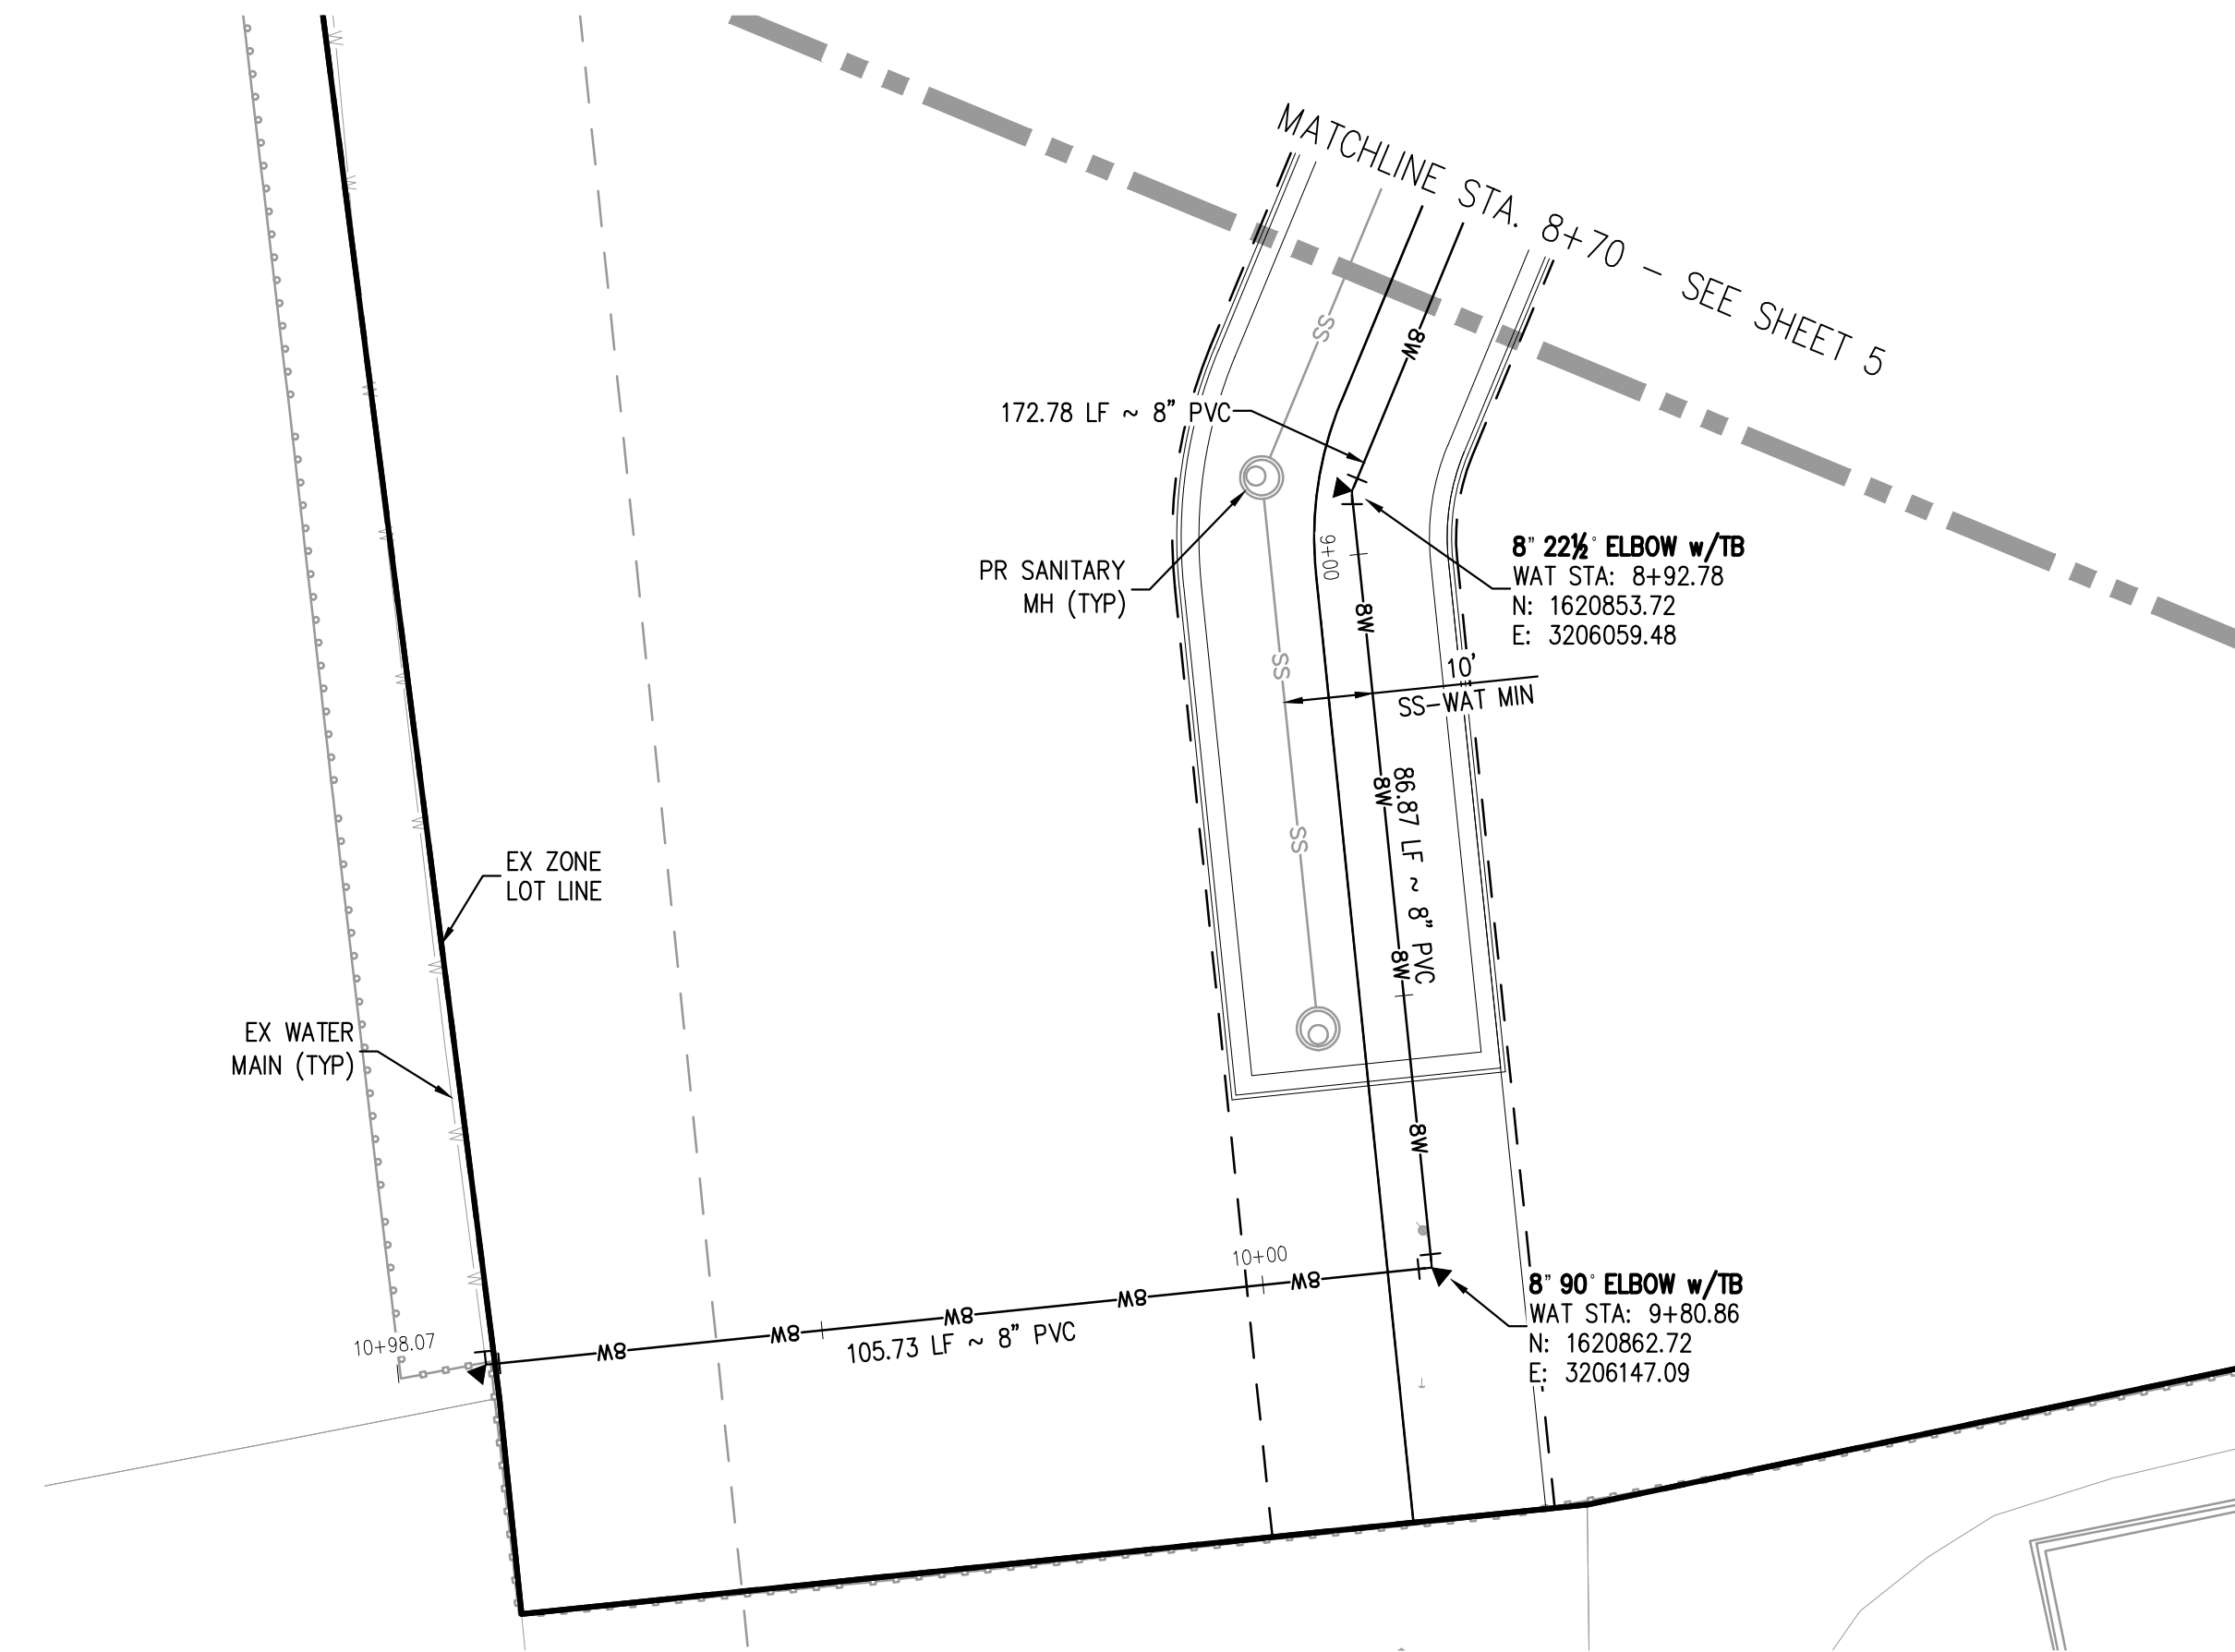 MATCHLINE STA. 8+70 - SEE SHEET 5
SS
8W
172.78 LF ~ 8" PVC
PR SANITARY
MH (TYP)
9+00
8" 22½° ELBOW w/TB
WAT STA: 8+92.78
N: 1620853.72
E: 3206059.48
8W
SS
10'
SS-WAT MIN
8W
86.87 LF ~ 8" PVC
SS
EX ZONE
LOT LINE
8W
EX WATER
MAIN (TYP)
8W
10+00
8W
8W
8W
8W
8W
105.73 LF ~ 8" PVC
10+98.07
8" 90° ELBOW w/TB
WAT STA: 9+80.86
N: 1620862.72
E: 3206147.09
W
W
W
W
W
W
W
W
W